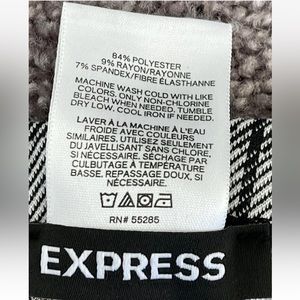 84% POLYESTER
9% RAYON/RAYONNE
7% SPANDEX/FIBRE ÉLASTHANNE
MACHINE WASH COLD WITH LIKE
COLORS. ONLY NON-CHLORINE
BLEACH WHEN NEEDED. TUMBLE
DRY LOW. COOL IRON IF NEEDED.
LAVER À LA MACHINE À L'EAU
FROIDE AVEC COULEURS
SIMILAIRES. UTILISEZ SEULEMENT
DU JAVELLISANT SANS CHLORE,
SI NÉCESSAIRE. SÉCHAGE PAR
CULBUTAGE À TEMPÉRATURE
BASSE. REPASSAGE DOUX, SI
NÉCESSAIRE.
RN# 55285
EXPRESS